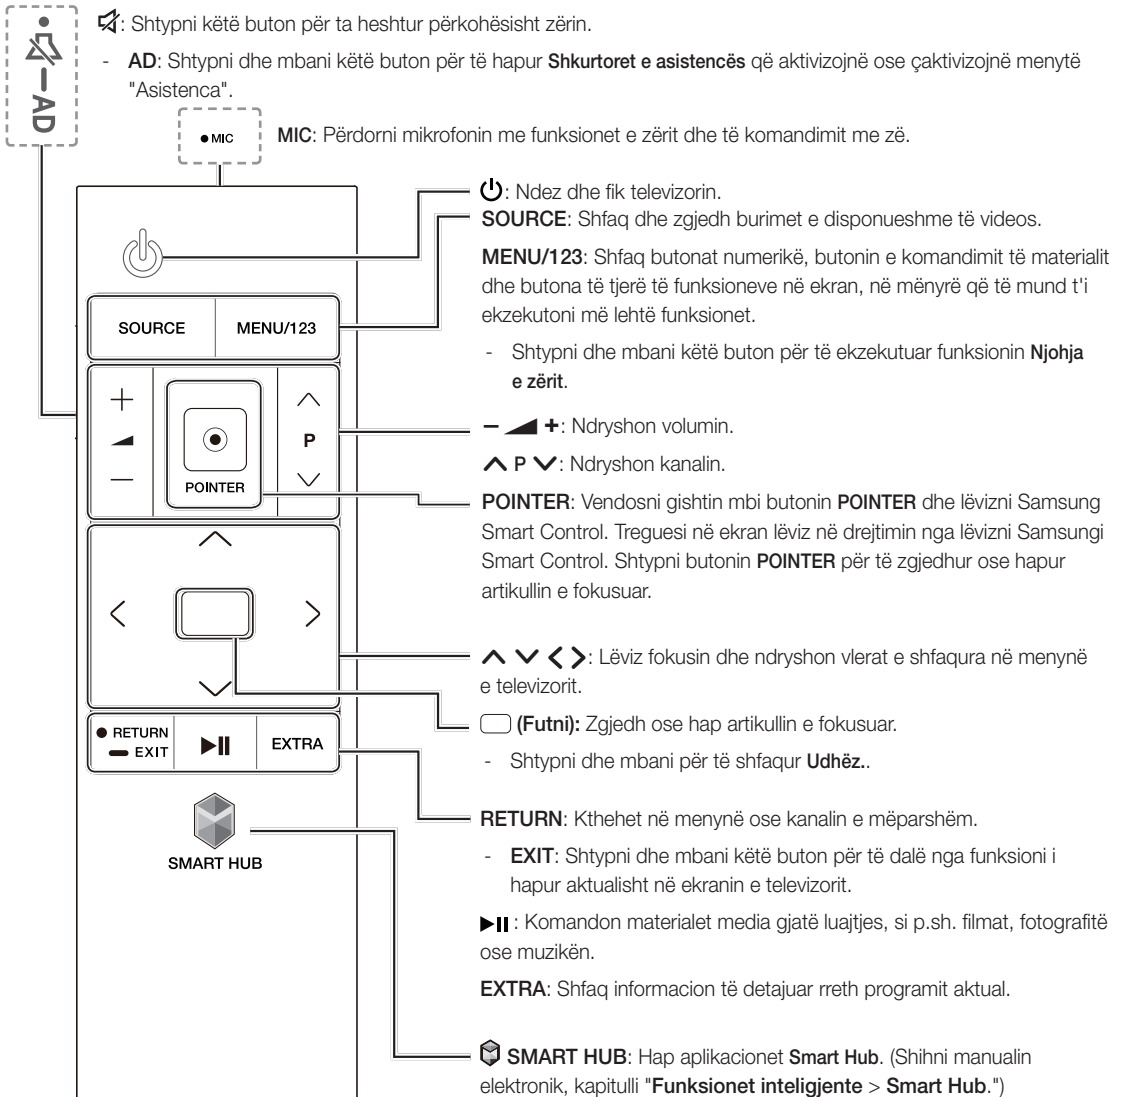 : Shtypni këtë buton për ta heshtur përkohësisht zërin.
- AD: Shtypni dhe mbani këtë buton për të hapur Shkurtoret e asistencës që aktivizojnë ose çaktivizojnë menytë
"Asistenca".
AD
MIC
MIC: Përdorni mikrofonin me funksionet e zërit dhe të komandimit me zë.
: Ndez dhe fik televizorin.
SOURCE: Shfaq dhe zgjedh burimet e disponueshme të videos.
MENU/123: Shfaq butonat numerikë, butonin e komandimit të materialit
dhe butona të tjerë të funksioneve në ekran, në mënyrë që të mund t'i
ekzekutoni më lehtë funksionet.
- Shtypni dhe mbani këtë buton për të ekzekutuar funksionin Njohja
e zërit.
SOURCE
MENU/123
P
POINTER
− +: Ndryshon volumin.
P : Ndryshon kanalin.
POINTER: Vendosni gishtin mbi butonin POINTER dhe lëvizni Samsung
Smart Control. Treguesi në ekran lëviz në drejtimin nga lëvizni Samsungi
Smart Control. Shtypni butonin POINTER për të zgjedhur ose hapur
artikullin e fokusuar.
: Lëviz fokusin dhe ndryshon vlerat e shfaqura në menynë
e televizorit.
(Futni): Zgjedh ose hap artikullin e fokusuar.
- Shtypni dhe mbani për të shfaqur Udhëz..
RETURN
EXIT
EXTRA
SMART HUB
RETURN: Kthehet në menynë ose kanalin e mëparshëm.
- EXIT: Shtypni dhe mbani këtë buton për të dalë nga funksioni i
hapur aktualisht në ekranin e televizorit.
: Komandon materialet media gjatë luajtjes, si p.sh. filmat, fotografitë
ose muzikën.
EXTRA: Shfaq informacion të detajuar rreth programit aktual.
SMART HUB: Hap aplikacionet Smart Hub. (Shihni manualin
elektronik, kapitulli "Funksionet inteligjente > Smart Hub.")